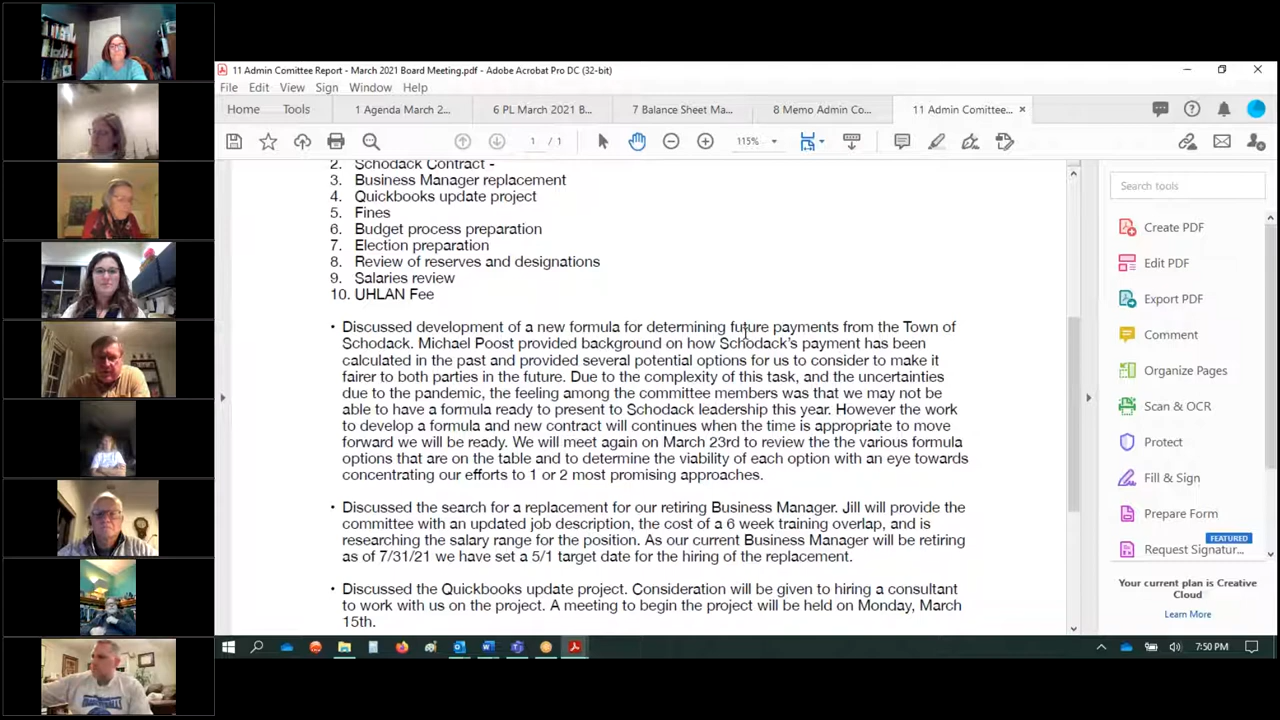 11 Admin Comittee Report - March 2021 Board Meeting.pdf - Adobe Acrobat Pro DC (32-bit)
File Edit View Sign Window Help
Home Tools 1 Agenda March 2... 6 PL March 2021 B... 7 Balance Sheet Ma... 8 Memo Admin Co... 11 Admin Comittee... ×
1 / 1 115%
2. Schodack Contract -
3. Business Manager replacement
4. Quickbooks update project
5. Fines
6. Budget process preparation
7. Election preparation
8. Review of reserves and designations
9. Salaries review
10. UHLAN Fee
• Discussed development of a new formula for determining future payments from the Town of
Schodack. Michael Poost provided background on how Schodack's payment has been
calculated in the past and provided several potential options for us to consider to make it
fairer to both parties in the future. Due to the complexity of this task, and the uncertainties
due to the pandemic, the feeling among the committee members was that we may not be
able to have a formula ready to present to Schodack leadership this year. However the work
to develop a formula and new contract will continues when the time is appropriate to move
forward we will be ready. We will meet again on March 23rd to review the the various formula
options that are on the table and to determine the viability of each option with an eye towards
concentrating our efforts to 1 or 2 most promising approaches.
• Discussed the search for a replacement for our retiring Business Manager. Jill will provide the
committee with an updated job description, the cost of a 6 week training overlap, and is
researching the salary range for the position. As our current Business Manager will be retiring
as of 7/31/21 we have set a 5/1 target date for the hiring of the replacement.
• Discussed the Quickbooks update project. Consideration will be given to hiring a consultant
to work with us on the project. A meeting to begin the project will be held on Monday, March
15th.
Search tools
Create PDF
Edit PDF
Export PDF
Comment
Organize Pages
Scan & OCR
Protect
Fill & Sign
Prepare Form
FEATURED
Request Signatur...
Your current plan is Creative
Cloud
Learn More
7:50 PM